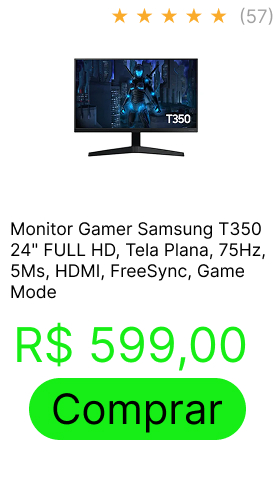 ★ ★ ★ ★ ★ (57)
T350
Monitor Gamer Samsung T350
24" FULL HD, Tela Plana, 75Hz,
5Ms, HDMI, FreeSync, Game
Mode
R$ 599,00
Comprar